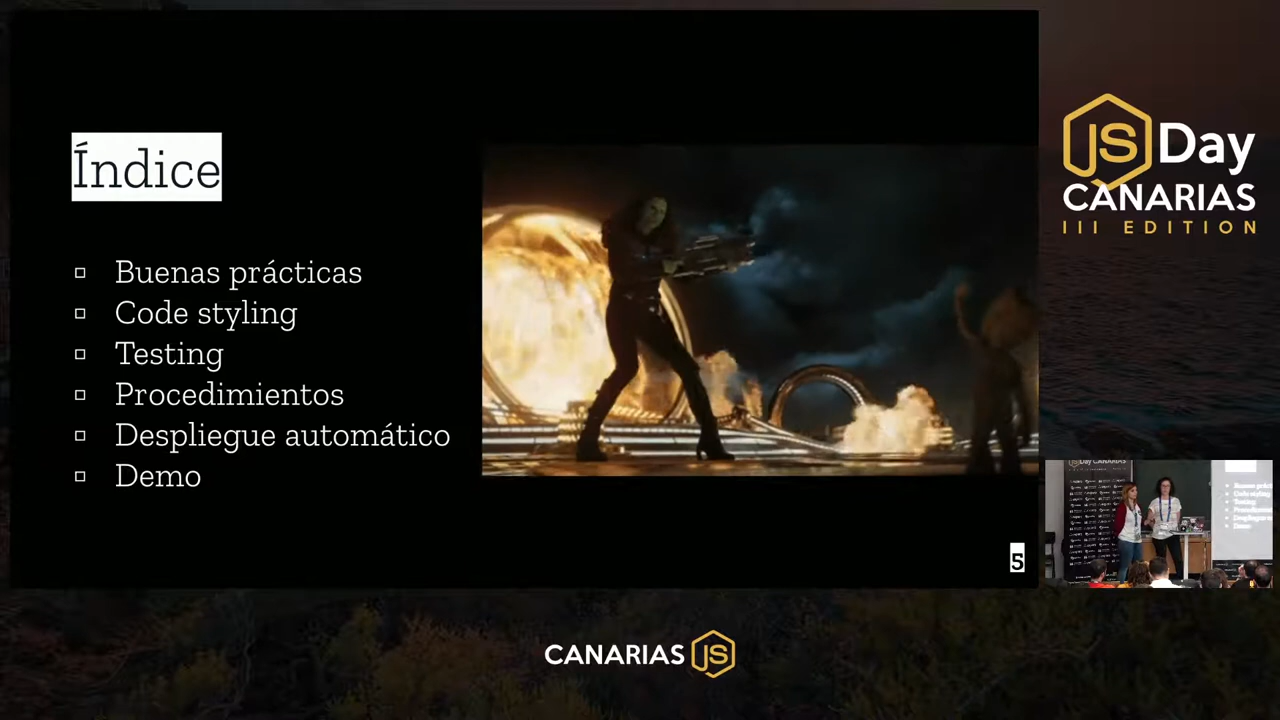 Índice
Buenas prácticas
Code styling
Testing
Procedimientos
Despliegue automático
Demo
5
JS Day
CANARIAS
III EDITION
CANARIAS JS